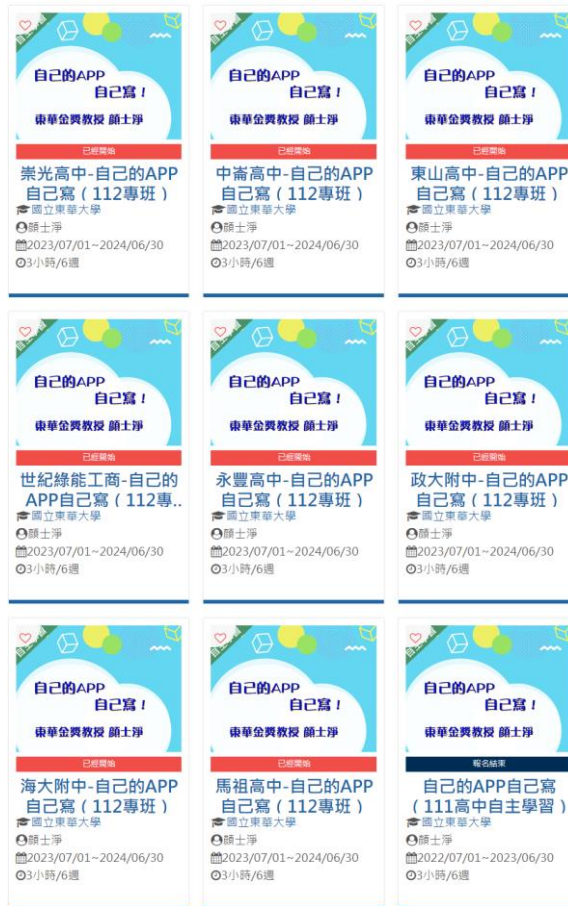 自己的APP
自己寫！
東華金獎教授 顏士淨
已經開始
崇光高中-自己的APP
自己寫（112專班）
國立東華大學
顏士淨
2023/07/01~2024/06/30
3小時/6週
自己的APP
自己寫！
東華金獎教授 顏士淨
已經開始
中崙高中-自己的APP
自己寫（112專班）
國立東華大學
顏士淨
2023/07/01~2024/06/30
3小時/6週
自己的APP
自己寫！
東華金獎教授 顏士淨
已經開始
東山高中-自己的APP
自己寫（112專班）
國立東華大學
顏士淨
2023/07/01~2024/06/30
3小時/6週
自己的APP
自己寫！
東華金獎教授 顏士淨
已經開始
世紀綠能工商-自己的
APP自己寫（112專..
國立東華大學
顏士淨
2023/07/01~2024/06/30
3小時/6週
自己的APP
自己寫！
東華金獎教授 顏士淨
已經開始
永豐高中-自己的APP
自己寫（112專班）
國立東華大學
顏士淨
2023/07/01~2024/06/30
3小時/6週
自己的APP
自己寫！
東華金獎教授 顏士淨
已經開始
政大附中-自己的APP
自己寫（112專班）
國立東華大學
顏士淨
2023/07/01~2024/06/30
3小時/6週
自己的APP
自己寫！
東華金獎教授 顏士淨
已經開始
海大附中-自己的APP
自己寫（112專班）
國立東華大學
顏士淨
2023/07/01~2024/06/30
3小時/6週
自己的APP
自己寫！
東華金獎教授 顏士淨
已經開始
馬祖高中-自己的APP
自己寫（112專班）
國立東華大學
顏士淨
2023/07/01~2024/06/30
3小時/6週
自己的APP
自己寫！
東華金獎教授 顏士淨
報名結束
自己的APP自己寫
（111高中自主學習）
國立東華大學
顏士淨
2022/07/01~2023/06/30
3小時/6週